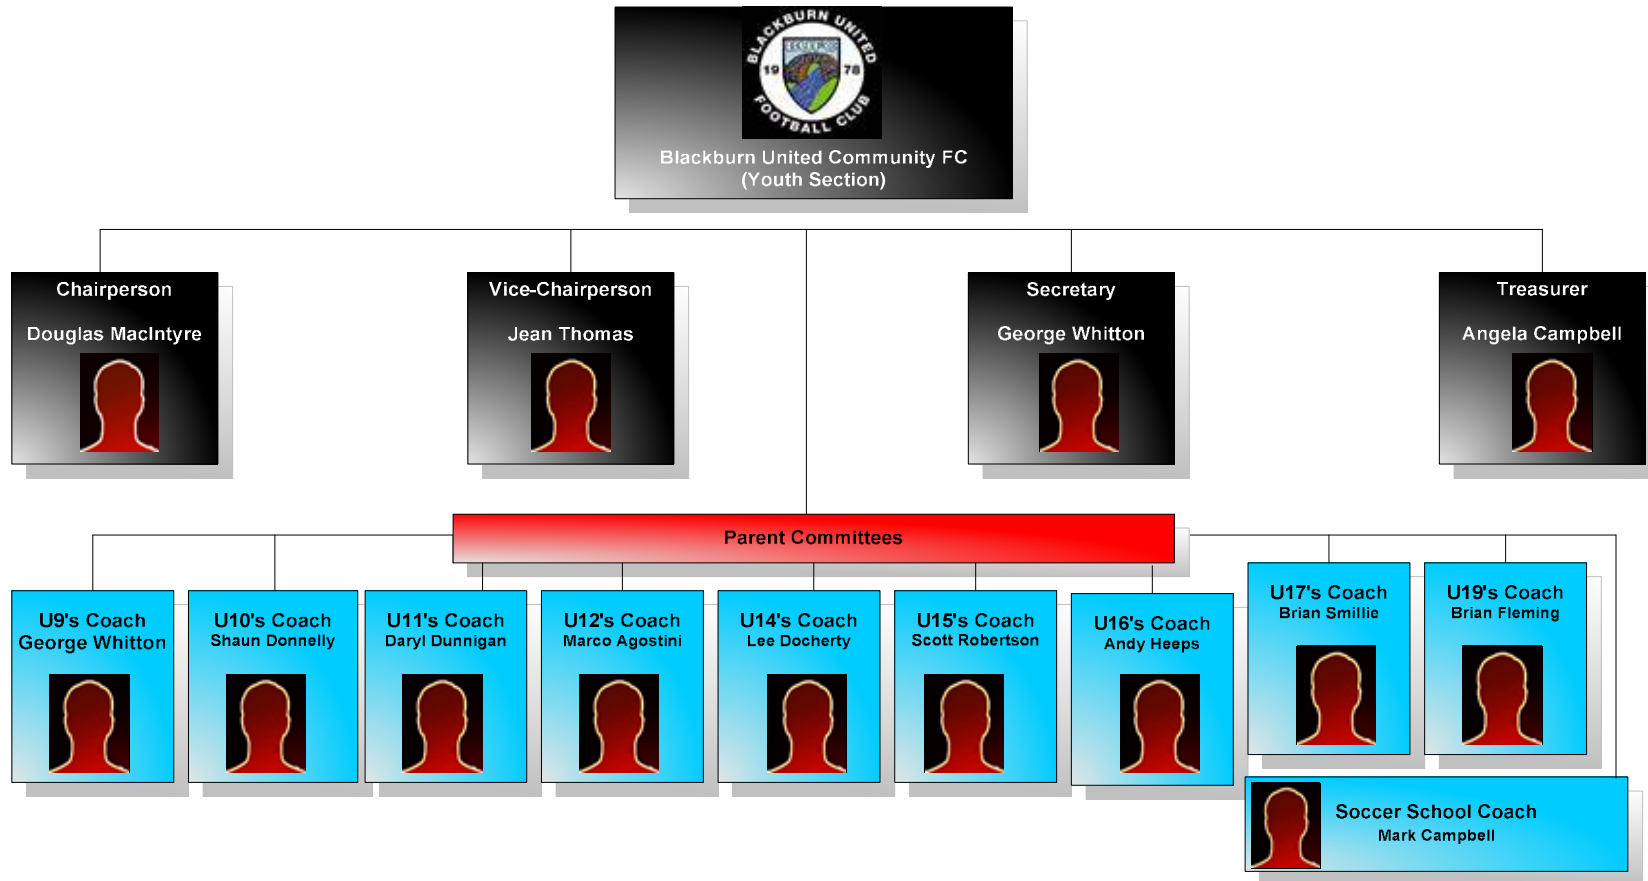 BLACKBURN UNITED
19 78
FOOTBALL CLUB
Blackburn United Community FC
(Youth Section)
Chairperson
Douglas MacIntyre
Vice-Chairperson
Jean Thomas
Secretary
George Whitton
Treasurer
Angela Campbell
Parent Committees
U9's Coach
George Whitton
U10's Coach
Shaun Donnelly
U11's Coach
Daryl Dunnigan
U12's Coach
Marco Agostini
U14's Coach
Lee Docherty
U15's Coach
Scott Robertson
U16's Coach
Andy Heeps
U17's Coach
Brian Smillie
U19's Coach
Brian Fleming
Soccer School Coach
Mark Campbell